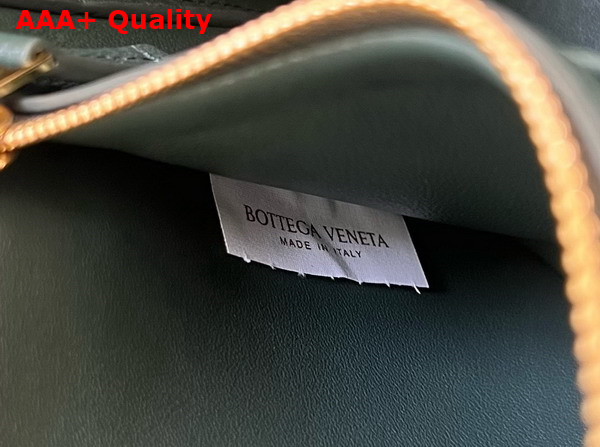 AAA+ Quality
BOTTEGA VENETA
MADE IN ITALY